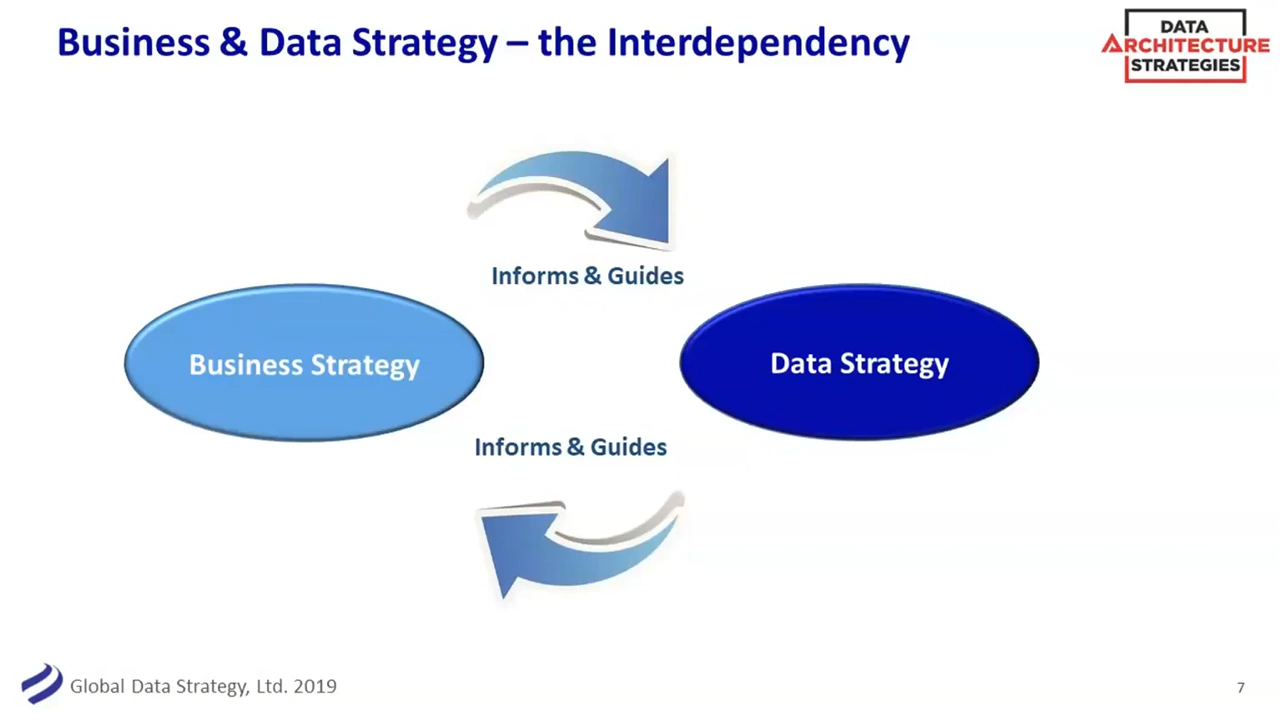 Business & Data Strategy – the Interdependency
DATA
ARCHITECTURE
STRATEGIES
Informs & Guides
Business Strategy
Data Strategy
Informs & Guides
Global Data Strategy, Ltd. 2019
7